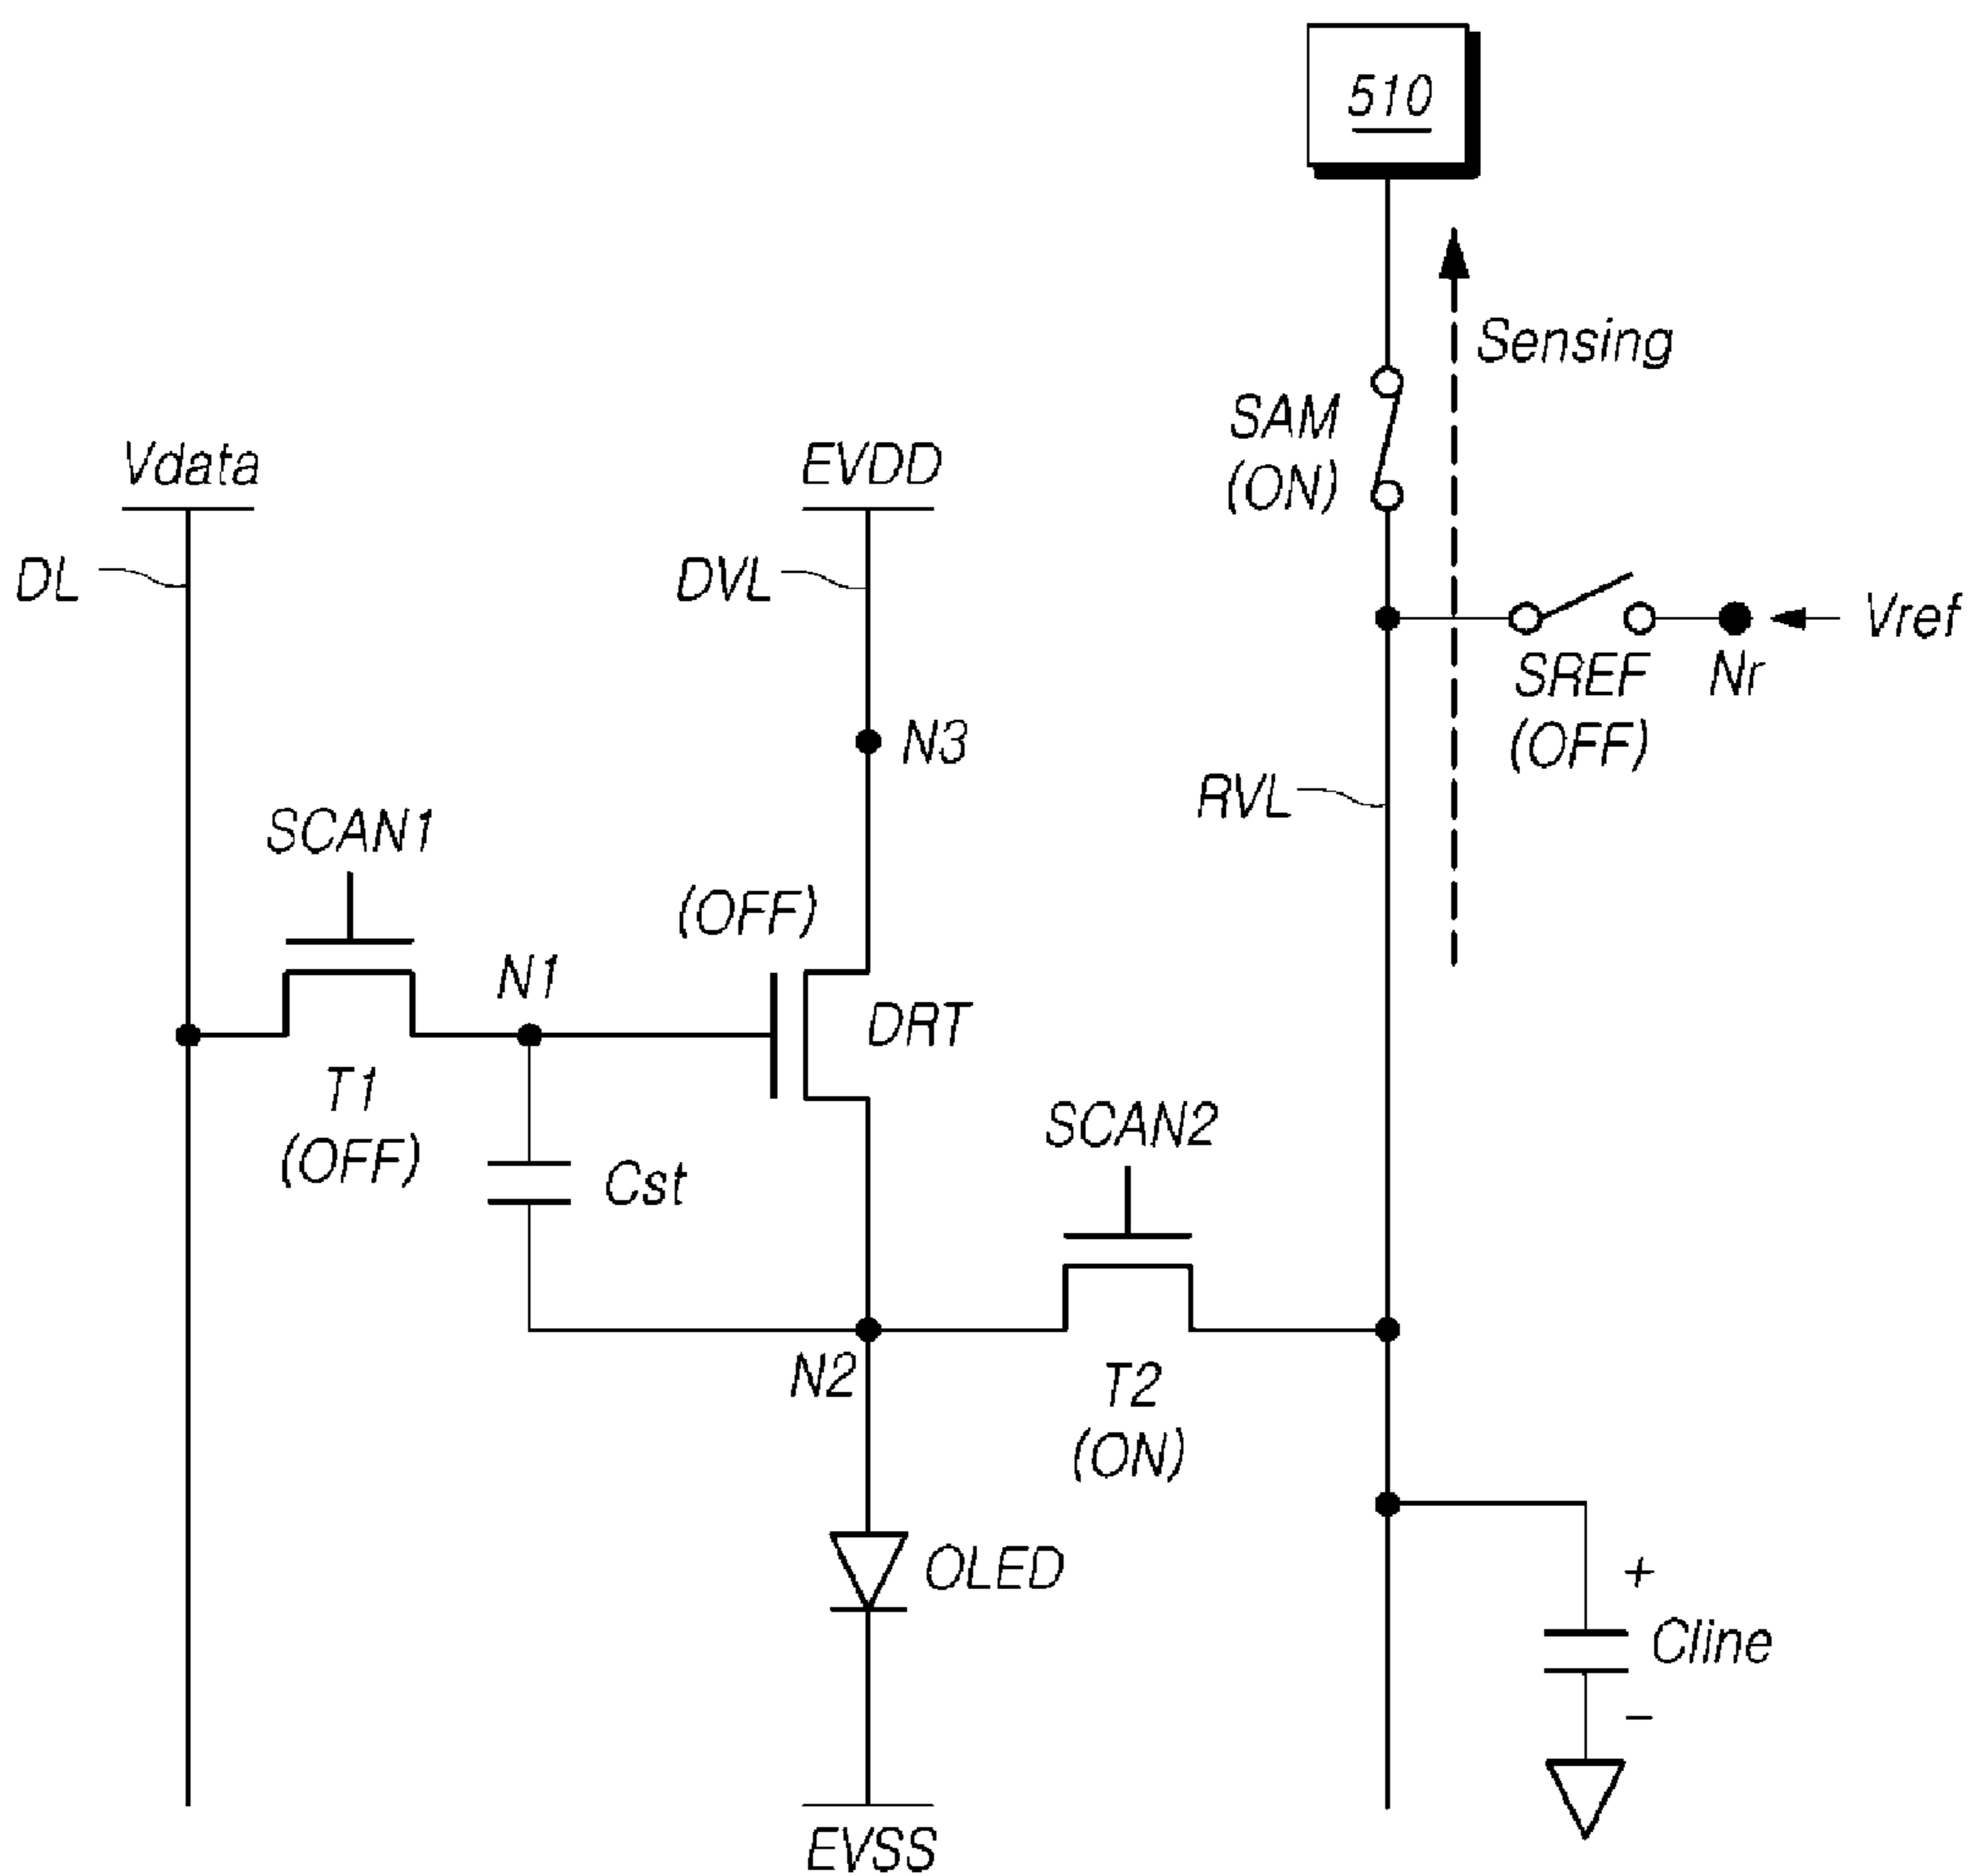 510
Sensing
SAM
(ON)
Vdata
EVDD
DL
DVL
Vref
SREF
(OFF)
Nr
N3
RVL
SCAN1
(OFF)
N1
DRT
T1
(OFF)
SCAN2
Cst
N2
T2
(ON)
OLED
+
Cline
−
EVSS